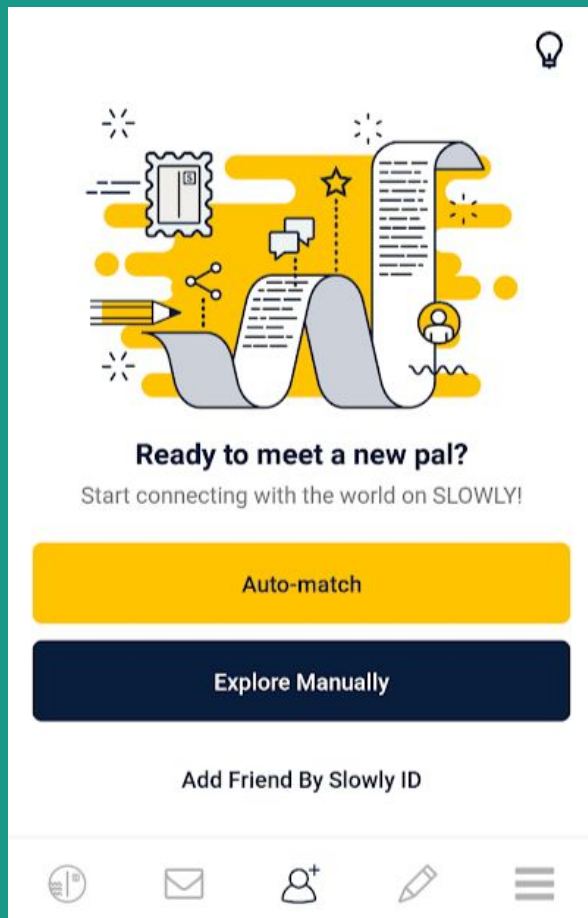 S
Ready to meet a new pal?
Start connecting with the world on SLOWLY!
Auto-match
Explore Manually
Add Friend By Slowly ID